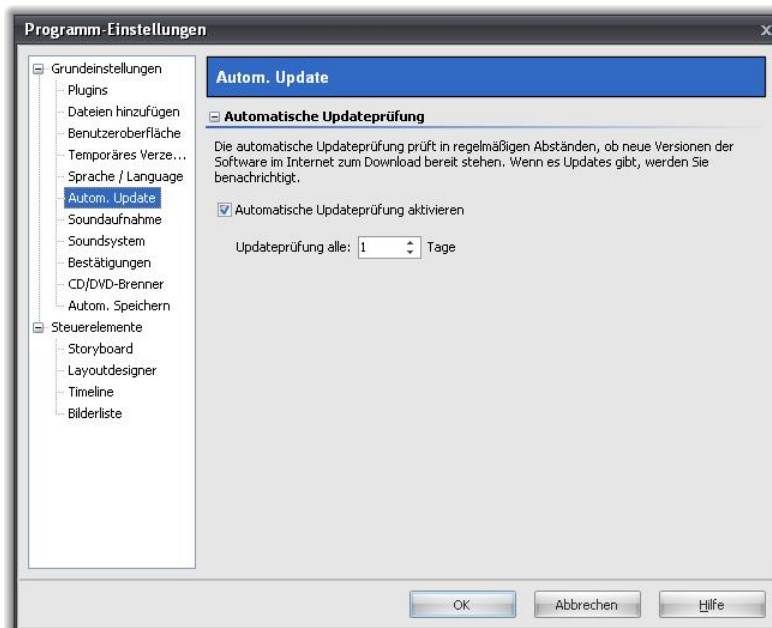 Programm-Einstellungen
x
Grundeinstellungen
Plugins
Dateien hinzufügen
Benutzeroberfläche
Temporäres Verze...
Sprache / Language
Autom. Update
Soundaufnahme
Soundsystem
Bestätigungen
CD/DVD-Brenner
Autom. Speichern
Steuerelemente
Storyboard
Layoutdesigner
Timeline
Bilderliste
Autom. Update
Automatische Updateprüfung
Die automatische Updateprüfung prüft in regelmäßigen Abständen, ob neue Versionen der
Software im Internet zum Download bereit stehen. Wenn es Updates gibt, werden Sie
benachrichtigt.
Automatische Updateprüfung aktivieren
Updateprüfung alle: 1 Tage
OK Abbrechen Hilfe